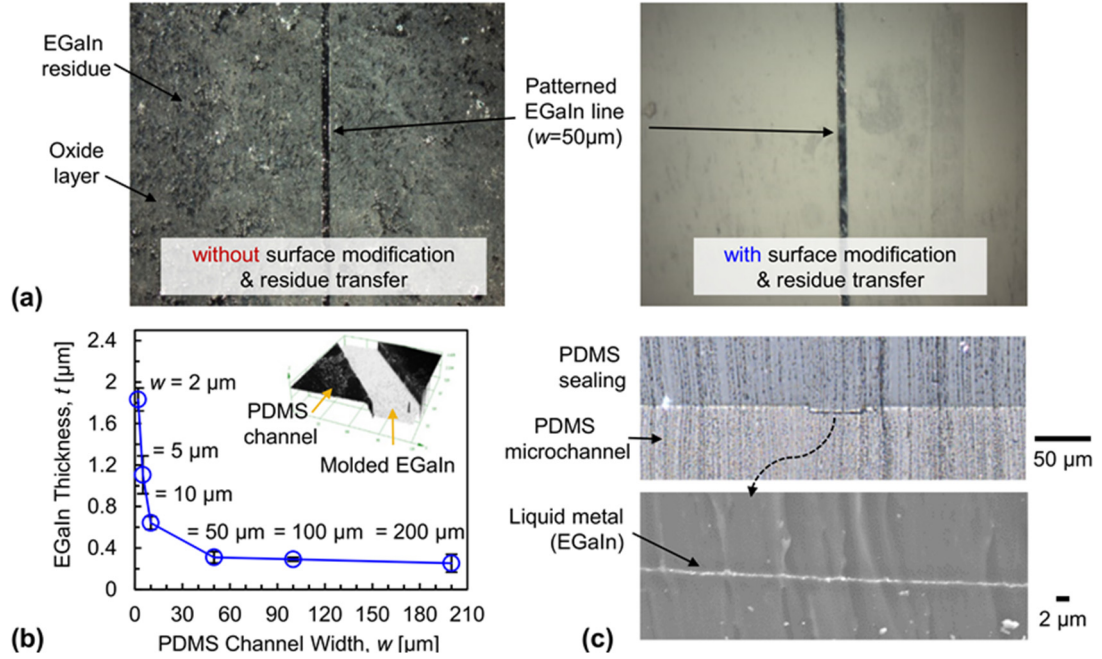 EGaIn
residue
Oxide
layer
without surface modification
& residue transfer
Patterned
EGaIn line
(w=50µm)
with surface modification
& residue transfer
(a)
EGaIn Thickness, t [µm]
2.4
2
1.6
1.2
0.8
0.4
0
w = 2 µm
= 5 µm
= 10 µm
= 50 µm
= 100 µm
= 200 µm
PDMS
channel
Molded EGaIn
0
30
60
90
120
150
180
210
PDMS Channel Width, w [µm]
(b)
PDMS
sealing
PDMS
microchannel
50 µm
Liquid metal
(EGaIn)
2 µm
(c)